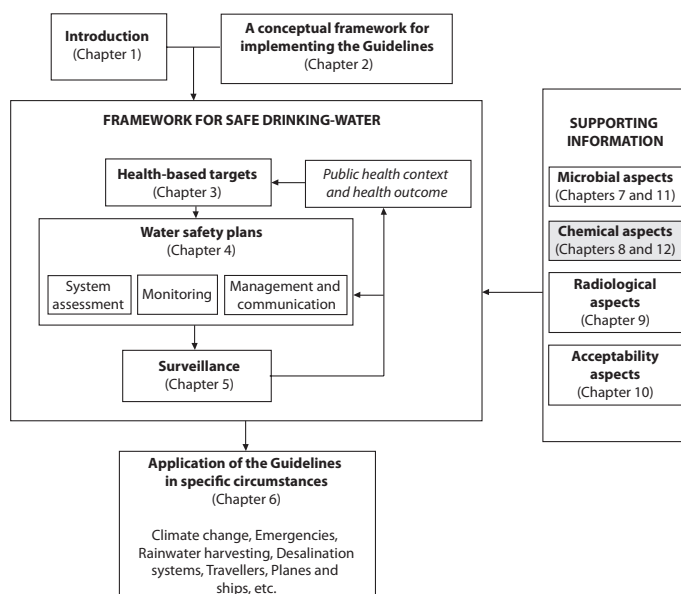 Introduction
(Chapter 1)
A conceptual framework for
implementing the Guidelines
(Chapter 2)
FRAMEWORK FOR SAFE DRINKING-WATER
Health-based targets
(Chapter 3)
Public health context
and health outcome
Water safety plans
(Chapter 4)
System
assessment
Monitoring
Management and
communication
Surveillance
(Chapter 5)
SUPPORTING
INFORMATION
Microbial aspects
(Chapters 7 and 11)
Chemical aspects
(Chapters 8 and 12)
Radiological
aspects
(Chapter 9)
Acceptability
aspects
(Chapter 10)
Application of the Guidelines
in specific circumstances
(Chapter 6)
Climate change, Emergencies,
Rainwater harvesting, Desalination
systems, Travellers, Planes and
ships, etc.